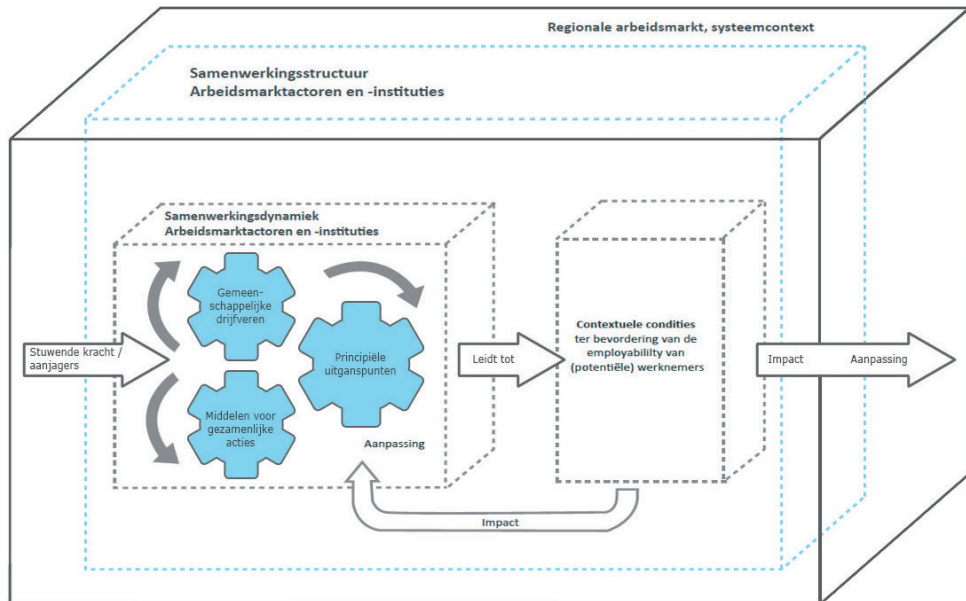 Regionale arbeidsmarkt, systeemcontext
Samenwerkingsstructuur
Arbeidsmarktactoren en -instituties
Samenwerkingsdynamiek
Arbeidsmarktactoren en -instituties
Gemeen-
schappelijke
drijfveren
Stuwende kracht /
aanjagers
Principiële
uitganspunten
Middelen voor
gezamenlijke
acties
Aanpassing
Leidt tot
Contextuele condities
ter bevordering van de
employabililty van
(potentiële) werknemers
Impact
Aanpassing
Impact